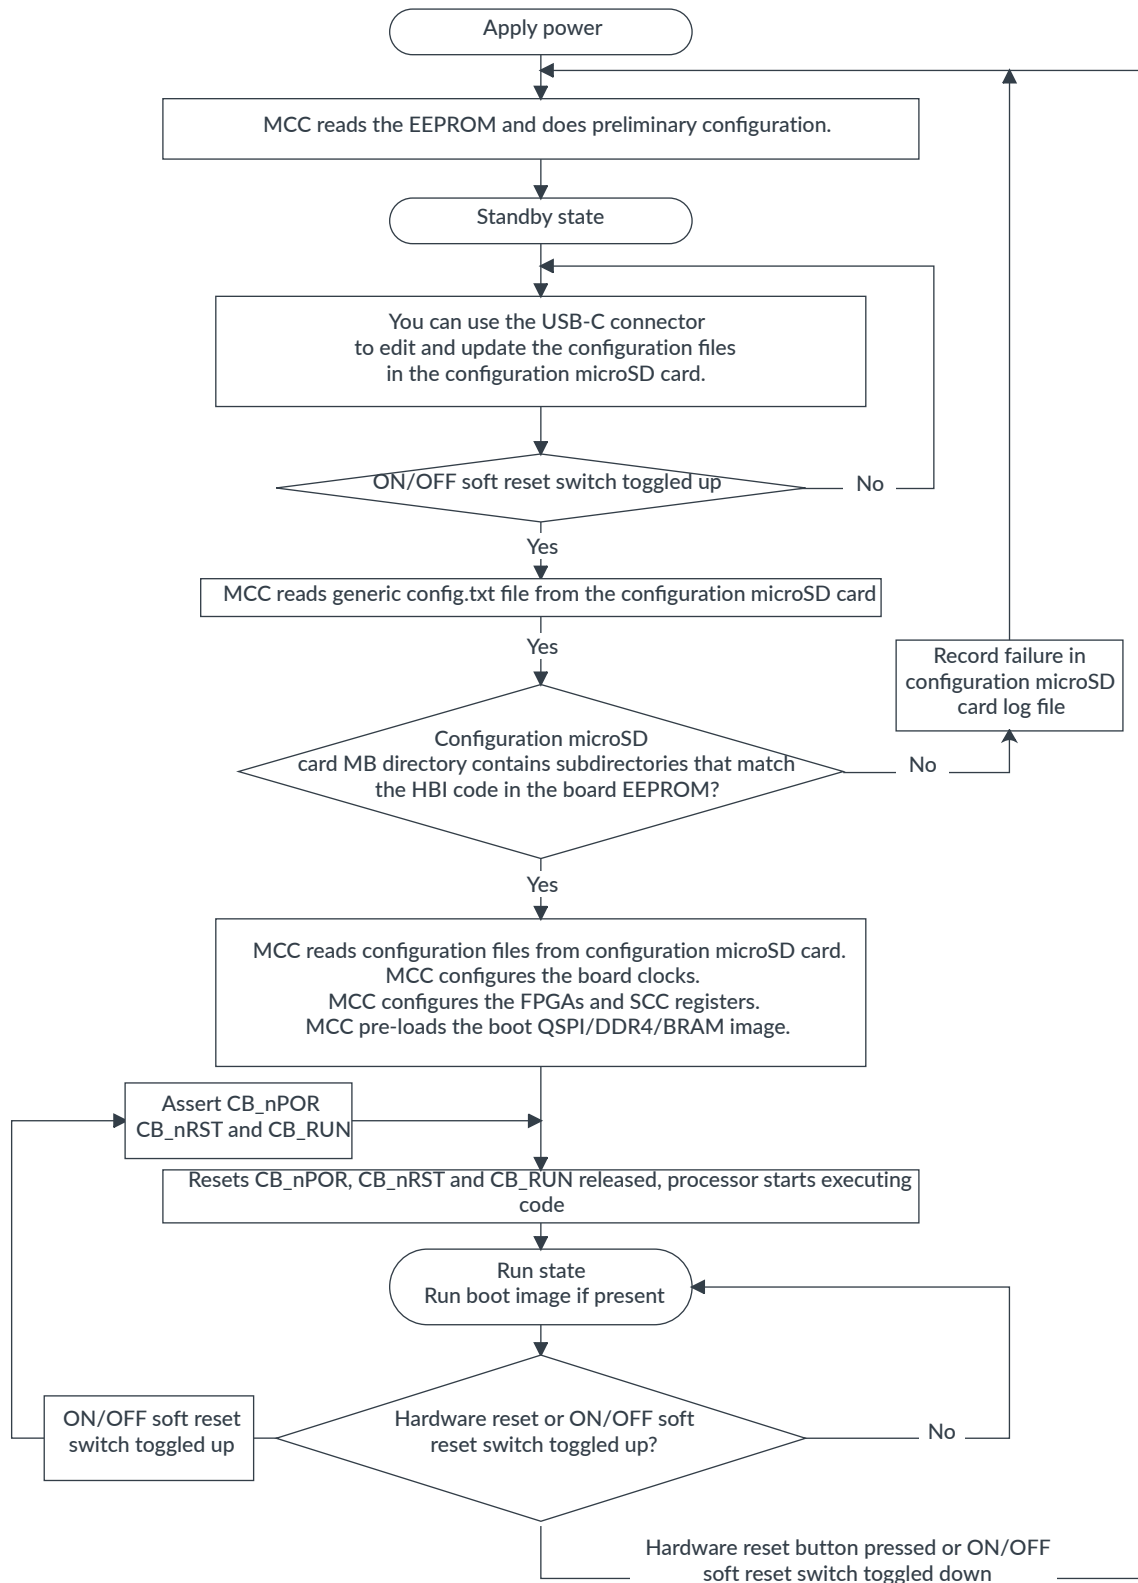 Apply power
MCC reads the EEPROM and does preliminary configuration.
Standby state
You can use the USB-C connector
to edit and update the configuration files
in the configuration microSD card.
ON/OFF soft reset switch toggled up
No
Yes
MCC reads generic config.txt file from the configuration microSD card
Yes
Record failure in
configuration microSD
card log file
Configuration microSD
card MB directory contains subdirectories that match
the HBI code in the board EEPROM?
No
Yes
MCC reads configuration files from configuration microSD card.
MCC configures the board clocks.
MCC configures the FPGAs and SCC registers.
MCC pre-loads the boot QSPI/DDR4/BRAM image.
Assert CB_nPOR
CB_nRST and CB_RUN
Resets CB_nPOR, CB_nRST and CB_RUN released, processor starts executing
code
Run state
Run boot image if present
ON/OFF soft reset
switch toggled up
Hardware reset or ON/OFF soft
reset switch toggled up?
No
Hardware reset button pressed or ON/OFF
soft reset switch toggled down